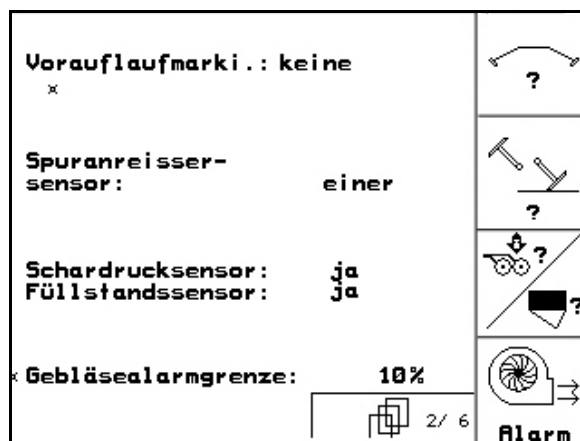 Vorauflaufmarki.: keine
x
?
Spuranreisser-
sensor: einer
?
Schardrucksensor: ja
Füllstandssensor: ja
?
?
x Gebläsealarmgrenze: 10%
2/ 6
Alarm